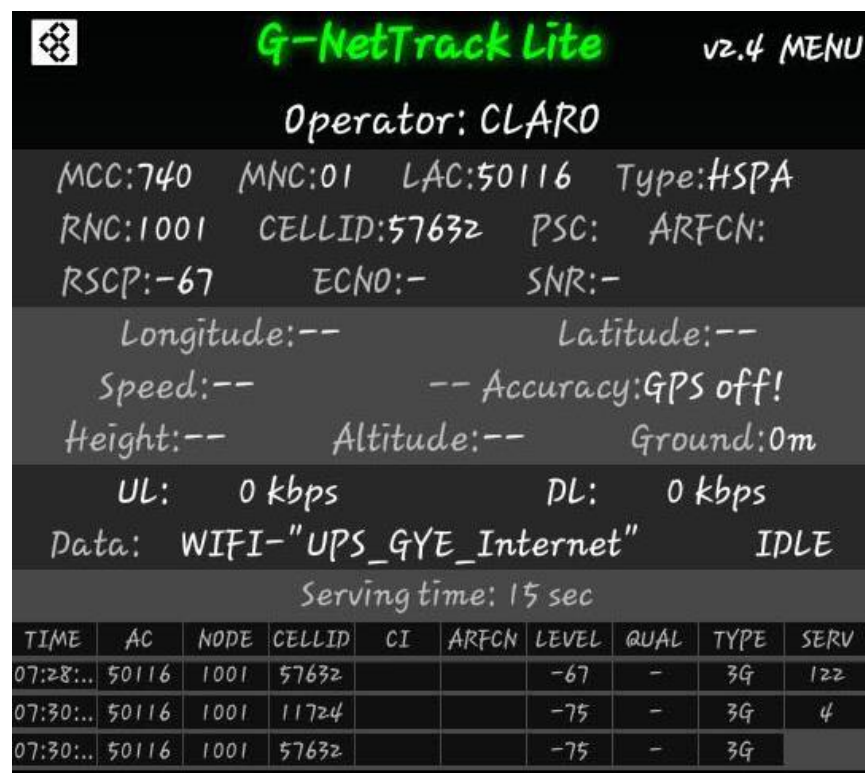 G-NetTrack Lite v2.4 MENU
Operator: CLARO
MCC:740 MNC:01 LAC:50116 Type:HSPA
RNC:1001 CELLID:57632 PSC: ARFCN:
RSCP:-67 ECNO:- SNR:-
Longitude:-- Latitude:--
Speed:-- -- Accuracy:GPS off!
Height:-- Altitude:-- Ground:0m
UL: 0 kbps DL: 0 kbps
Data: WIFI-"UPS_GYE_Internet" IDLE
Serving time: 15 sec
TIME AC NODE CELLID CI ARFCN LEVEL QUAL TYPE SERV
07:28:.. 50116 1001 57632 -67 - 3G 122
07:30:.. 50116 1001 11724 -75 - 3G 4
07:30:.. 50116 1001 57632 -75 - 3G